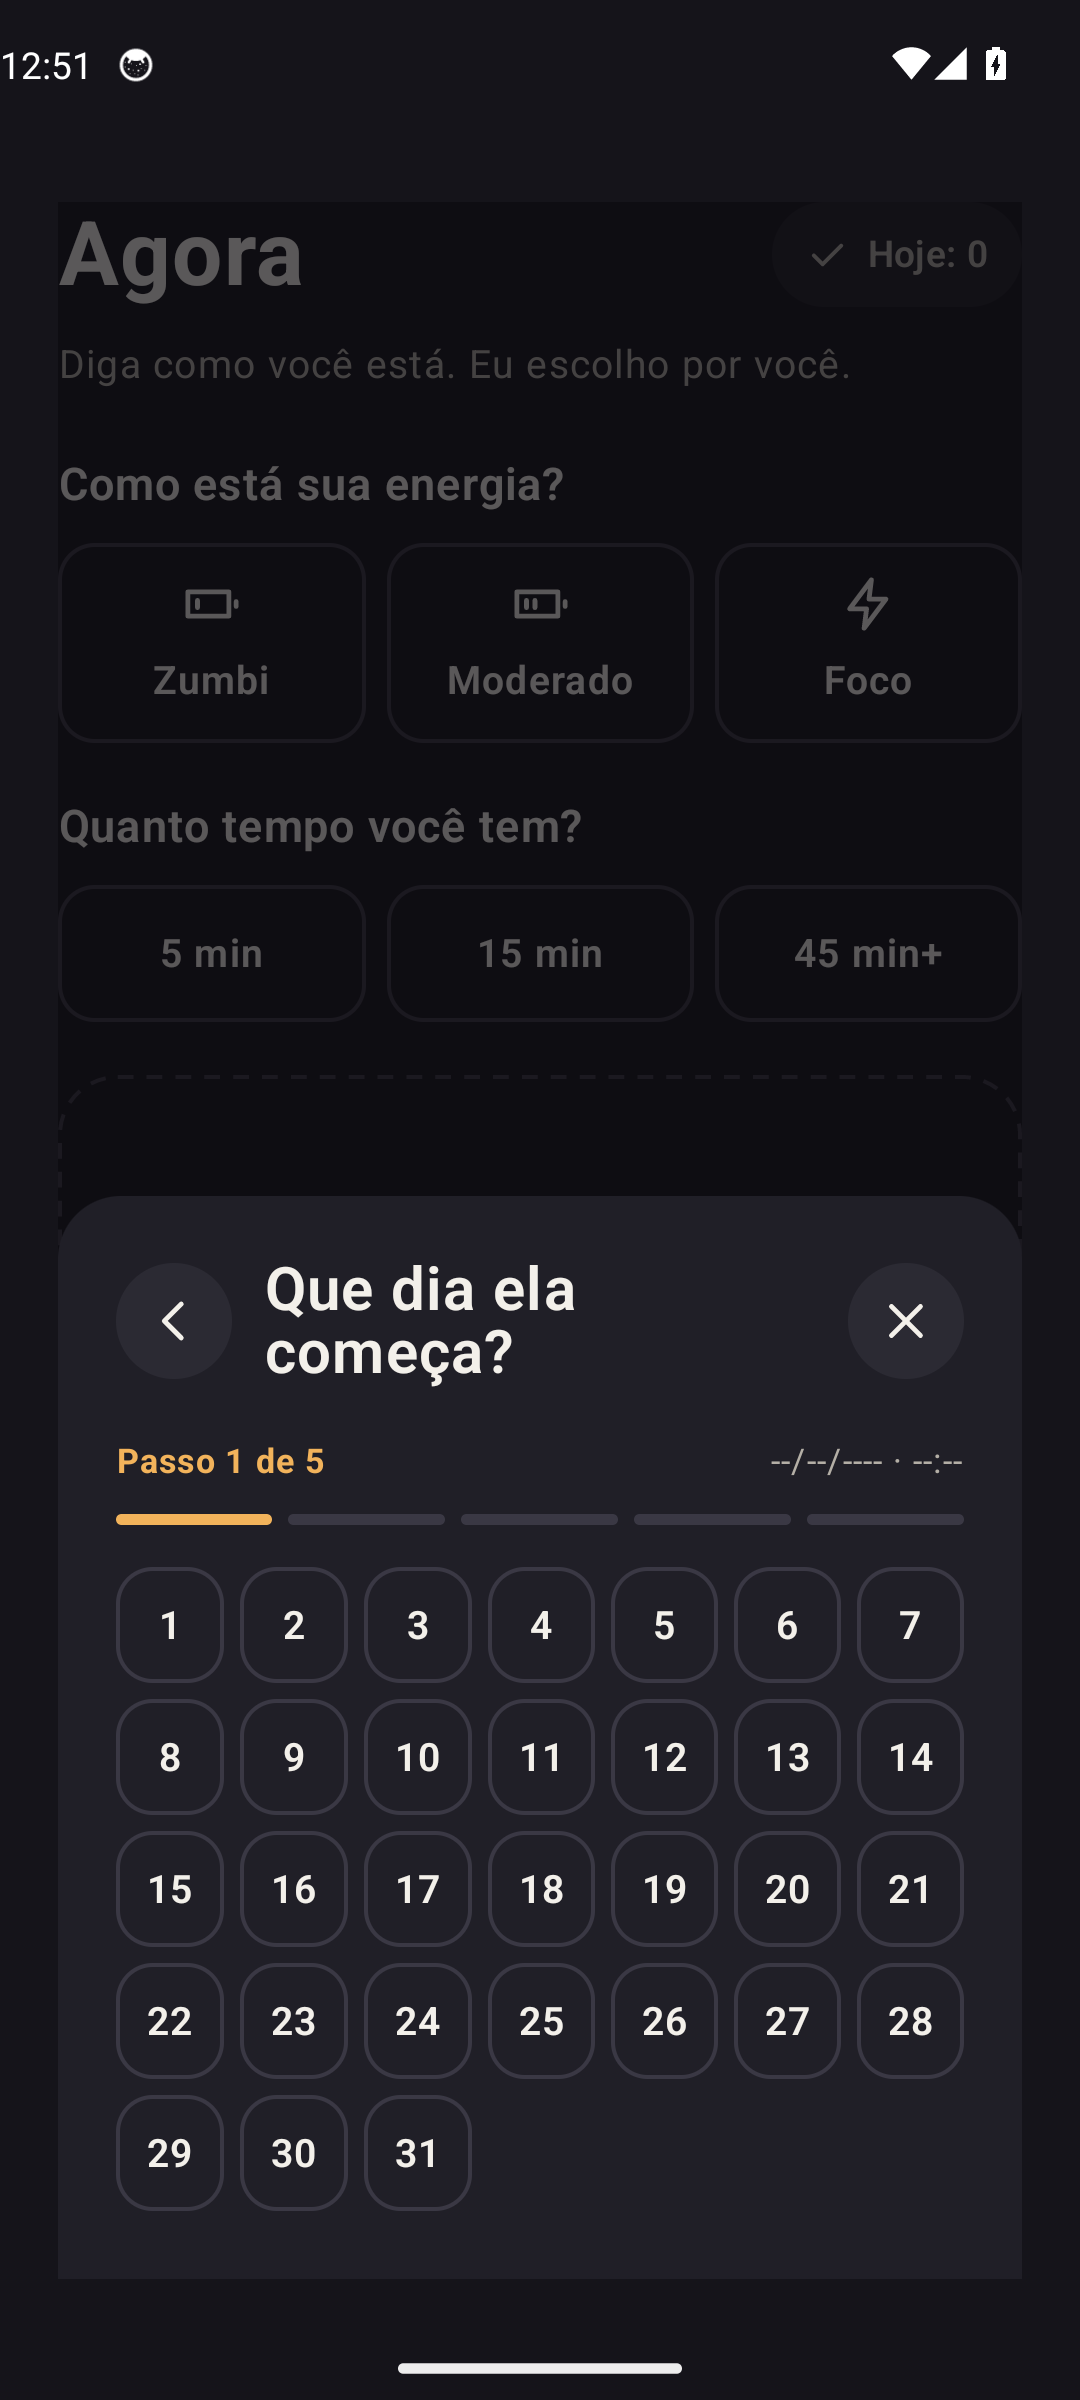 12:51
Agora
Hoje: 0
Diga como você está. Eu escolho por você.
Como está sua energia?
Zumbi
Moderado
Foco
Quanto tempo você tem?
5 min
15 min
45 min+
Que dia ela
começa?
Passo 1 de 5
--/--/---- · --:--
1 2 3 4 5 6 7
8 9 10 11 12 13 14
15 16 17 18 19 20 21
22 23 24 25 26 27 28
29 30 31